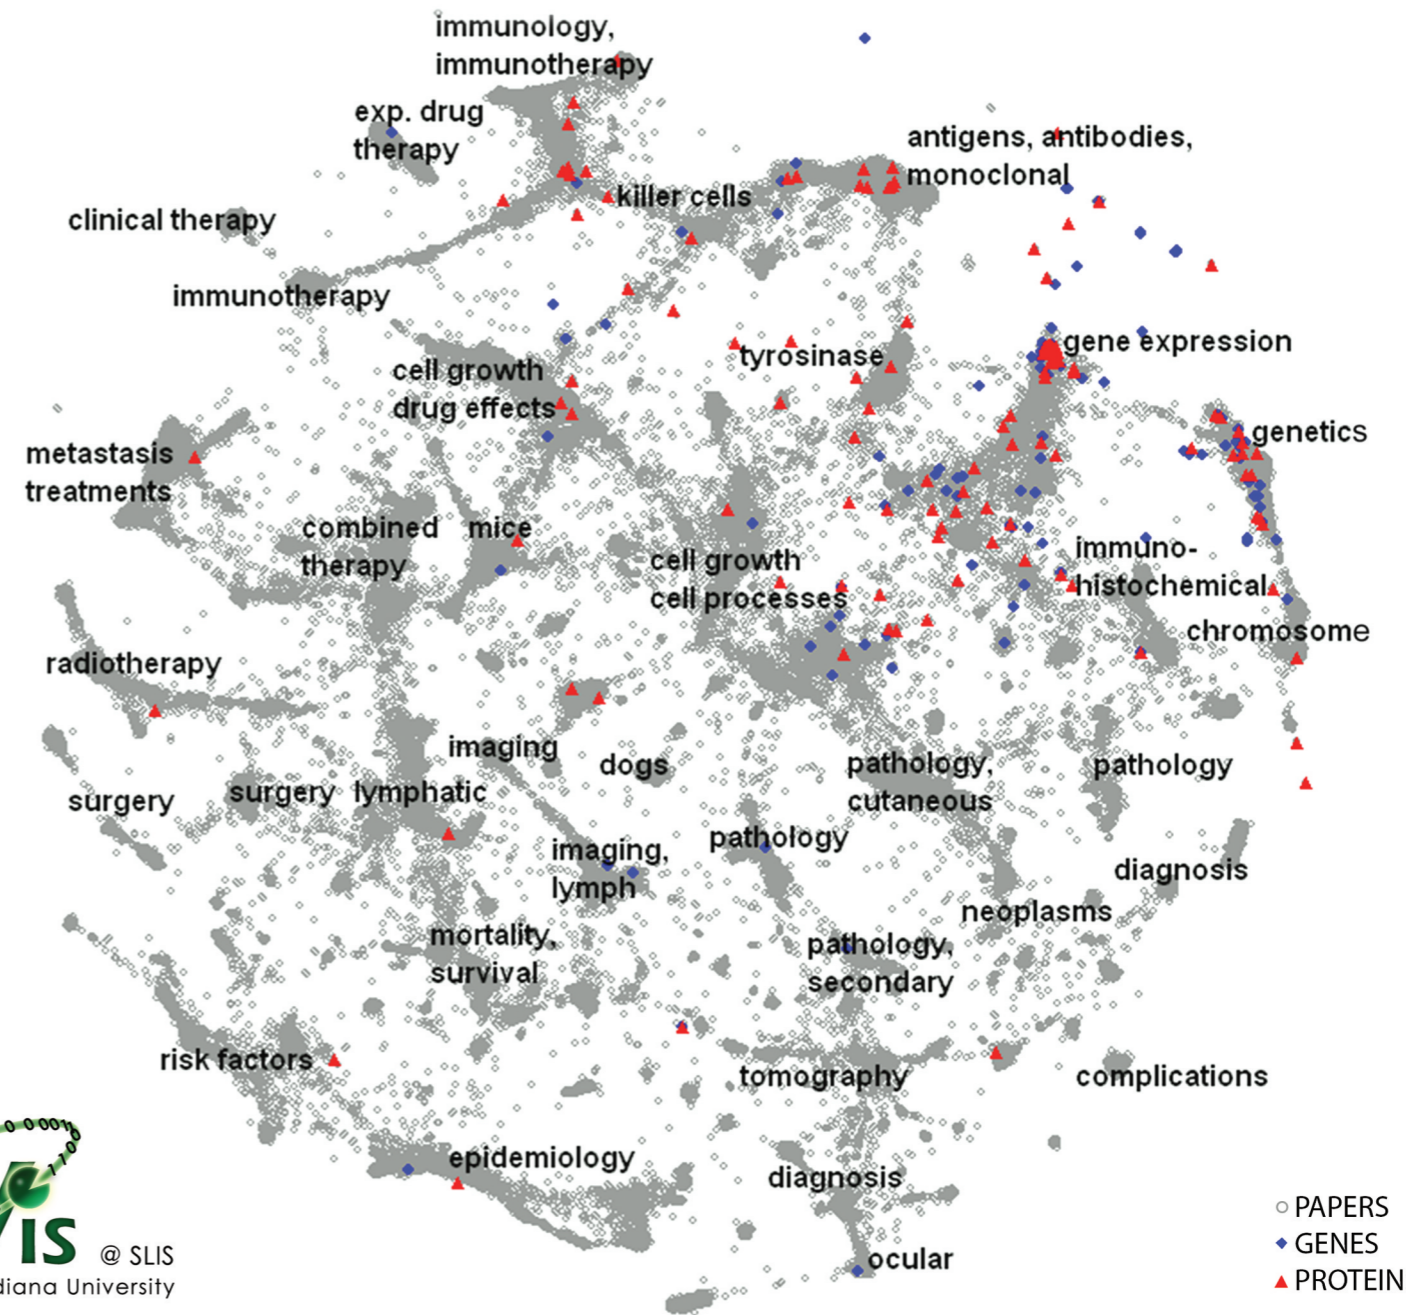 immunology,
immunotherapy
exp. drug
therapy
antigens, antibodies,
monoclonal
killer cells
clinical therapy
immunotherapy
gene expression
tyrosinase
cell growth
drug effects
genetics
metastasis
treatments
combined
therapy
mice
cell growth
cell processes
immuno-
histochemical
chromosome
radiotherapy
imaging
dogs
pathology,
cutaneous
pathology
surgery
surgery
lymphatic
imaging,
lymph
pathology
diagnosis
neoplasms
mortality,
survival
pathology,
secondary
risk factors
tomography
complications
epidemiology
diagnosis
ocular
PAPERS
GENES
PROTEIN
IS @ SLIS
diana University